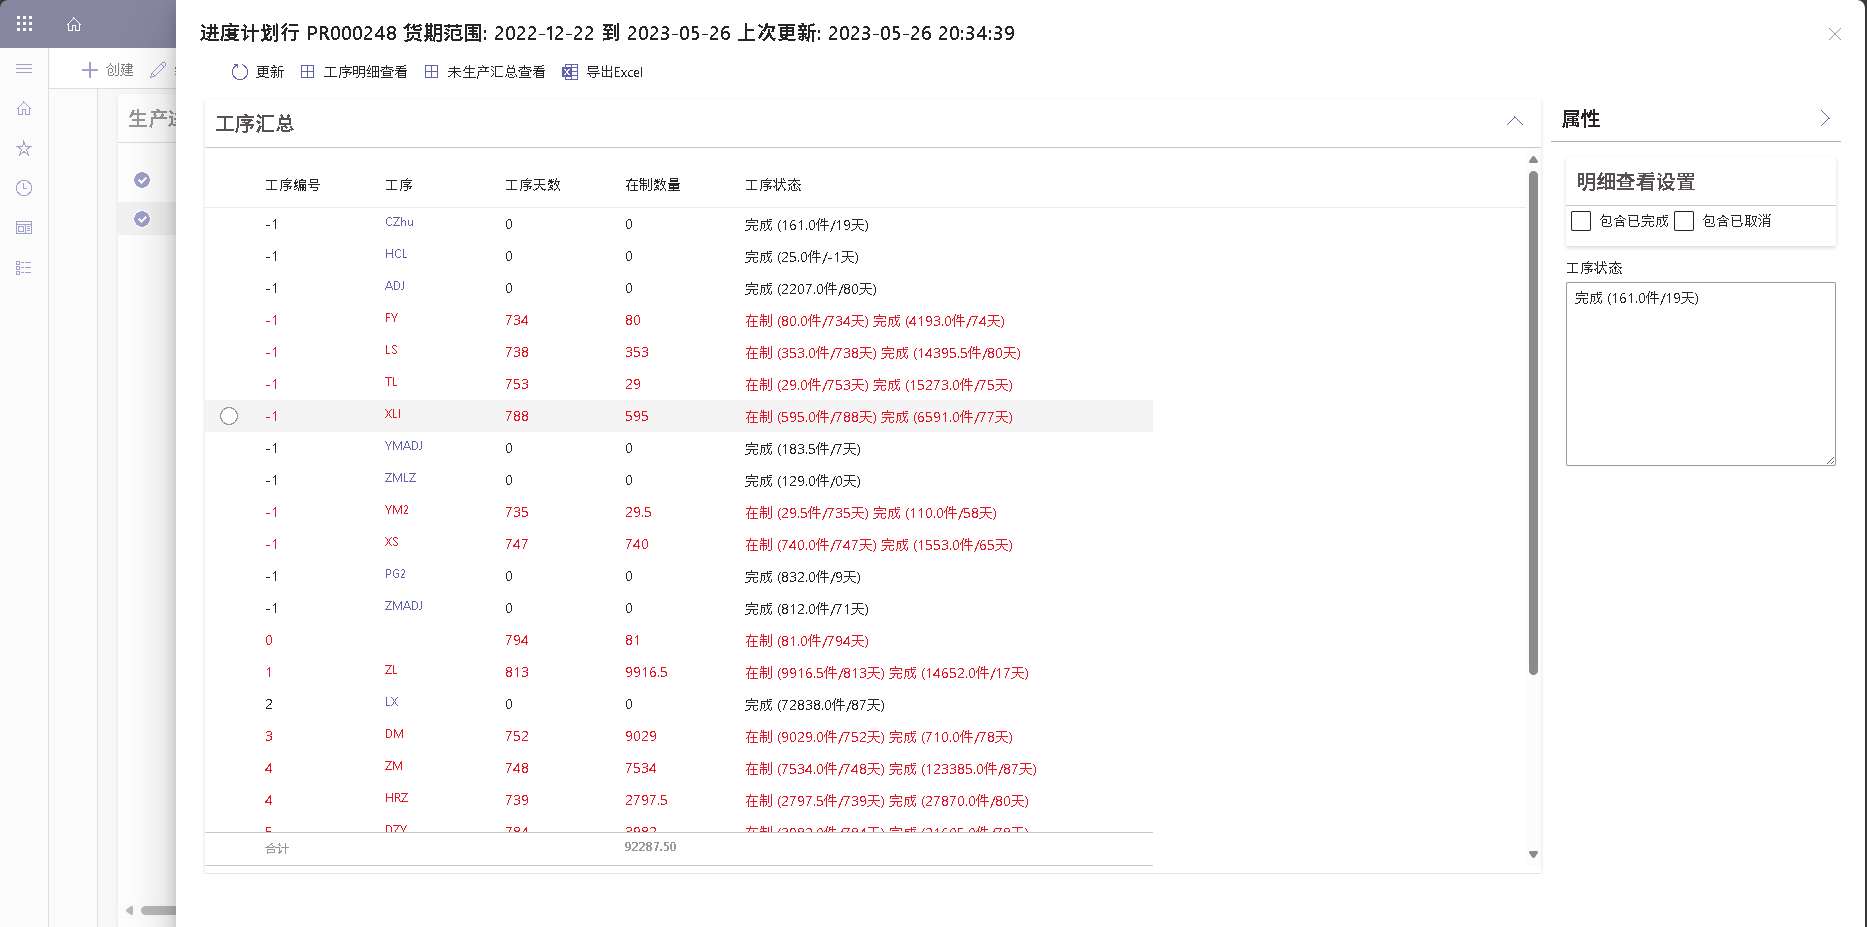 进度计划行 PR000248 货期范围: 2022-12-22 到 2023-05-26 上次更新: 2023-05-26 20:34:39
更新 工序明细查看 未生产汇总查看 导出Excel
创建
生产
工序汇总
工序编号 工序 工序天数 在制数量 工序状态
-1 CZhu 0 0 完成 (161.0件/19天)
-1 HCL 0 0 完成 (25.0件/-1天)
-1 ADJ 0 0 完成 (2207.0件/80天)
-1 FY 734 80 在制 (80.0件/734天) 完成 (4193.0件/74天)
-1 LS 738 353 在制 (353.0件/738天) 完成 (14395.5件/80天)
-1 TL 753 29 在制 (29.0件/753天) 完成 (15273.0件/75天)
-1 XLI 788 595 在制 (595.0件/788天) 完成 (6591.0件/77天)
-1 YMADJ 0 0 完成 (183.5件/7天)
-1 ZMLZ 0 0 完成 (129.0件/0天)
-1 YM2 735 29.5 在制 (29.5件/735天) 完成 (110.0件/58天)
-1 XS 747 740 在制 (740.0件/747天) 完成 (1553.0件/65天)
-1 PG2 0 0 完成 (832.0件/9天)
-1 ZMADJ 0 0 完成 (812.0件/71天)
0 794 81 在制 (81.0件/794天)
1 ZL 813 9916.5 在制 (9916.5件/813天) 完成 (14652.0件/17天)
2 LX 0 0 完成 (72838.0件/87天)
3 DM 752 9029 在制 (9029.0件/752天) 完成 (710.0件/78天)
4 ZM 748 7534 在制 (7534.0件/748天) 完成 (123385.0件/87天)
4 HRZ 739 2797.5 在制 (2797.5件/739天) 完成 (27870.0件/80天)
5 DZY 784 3982 在制 (3982.0件/784天) 完成 (21605.0件/78天)
合计 92287.50
属性
明细查看设置
包含已完成 包含已取消
工序状态
完成 (161.0件/19天)